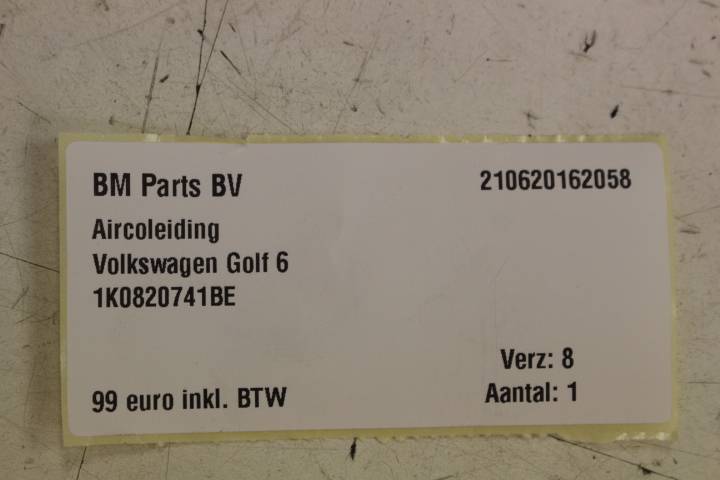 BM Parts BV 210620162058
Aircoleiding
Volkswagen Golf 6
1K0820741BE
Verz: 8
99 euro inkl. BTW Aantal: 1